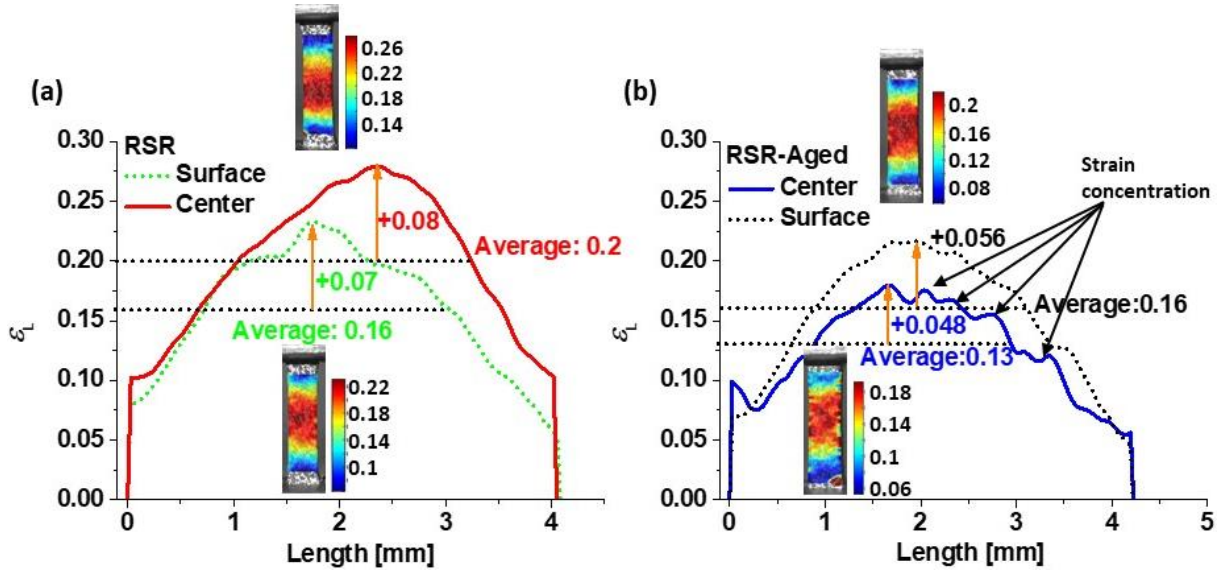 (a)
0.26
0.22
0.18
0.14
RSR
Surface
Center
0.30
0.25
0.20
0.15
0.10
0.05
0.00
εL
+0.08
Average: 0.2
+0.07
Average: 0.16
0.22
0.18
0.14
0.1
0 1 2 3 4
Length [mm]
(b)
0.2
0.16
0.12
0.08
RSR-Aged
Center
Surface
Strain
concentration
0.30
0.25
0.20
0.15
0.10
0.05
0.00
εL
+0.056
Average:0.16
+0.048
Average:0.13
0.18
0.14
0.1
0.06
0 1 2 3 4 5
Length [mm]